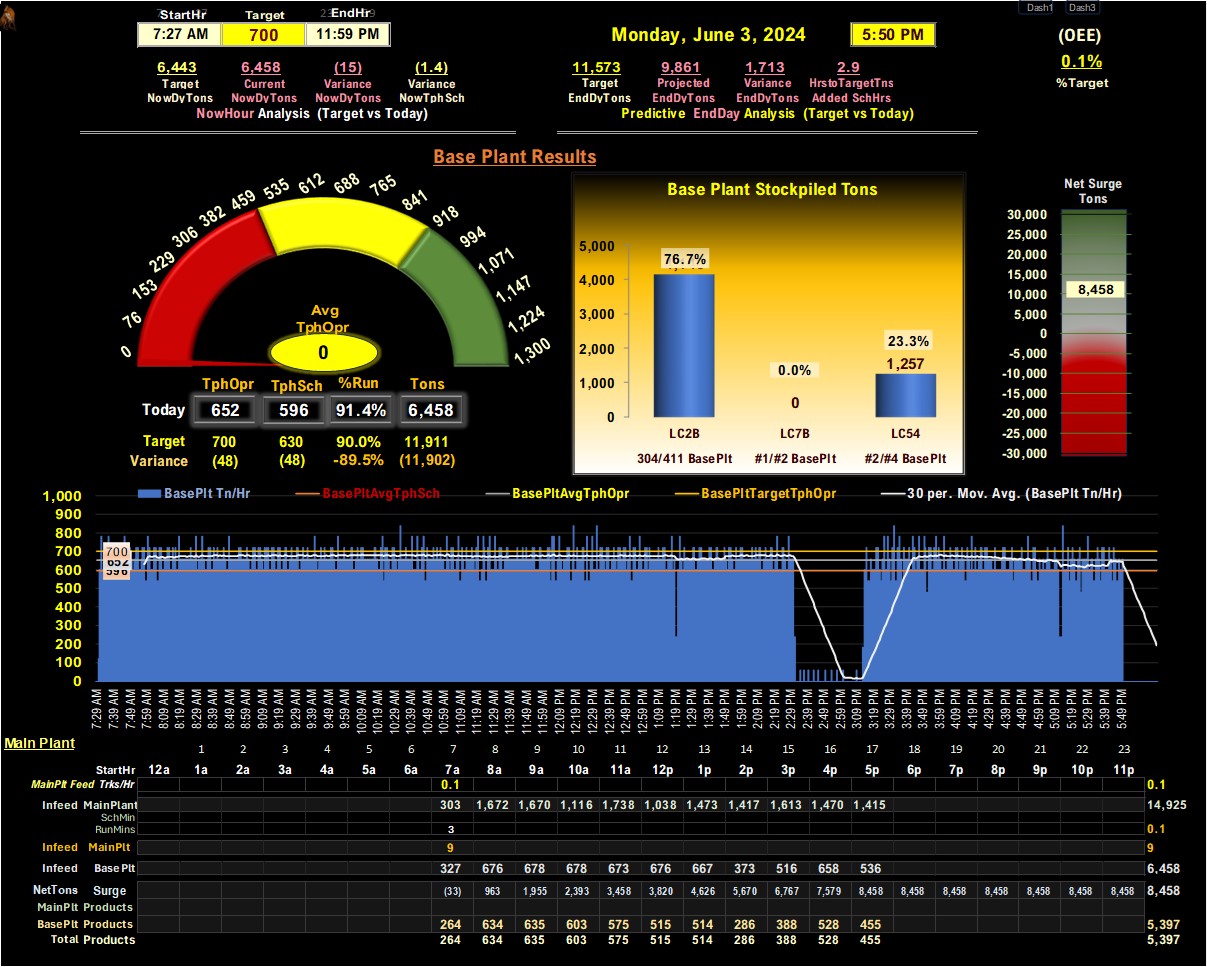 StartHr Target EndHr Dash1 Dash3
7:27 AM 700 11:59 PM Monday, June 3, 2024 5:50 PM (OEE)
6,443 6,458 (15) (1.4) 11,573 9,861 1,713 2.9 0.1%
Target Current Variance Variance Target Projected Variance HrstoTargetTns %Target
NowDyTons NowDyTons NowDyTons NowTphSch EndDyTons EndDyTons EndDyTons Added SchHrs
NowHour Analysis (Target vs Today) Predictive EndDay Analysis (Target vs Today)
Base Plant Results
0 76 153 229 306 382 459 535 612 688 765 841 918 994 1,071 1,147 1,224 1,300
Avg
TphOpr
0
TphOpr TphSch %Run Tons
Today 652 596 91.4% 6,458
Target 700 630 90.0% 11,911
Variance (48) (48) -89.5% (11,902)
Base Plant Stockpiled Tons
5,000
4,000
3,000
2,000
1,000
0
76.7%
0.0%
0
23.3%
1,257
LC2B LC7B LC54
304/411 BasePlt #1/#2 BasePlt #2/#4 BasePlt
Net Surge
Tons
30,000
25,000
20,000
15,000
10,000
5,000
0
-5,000
-10,000
-15,000
-20,000
-25,000
-30,000
8,458
BasePlt Tn/Hr BasePltAvgTphSch BasePltAvgTphOpr BasePltTargetTphOpr 30 per. Mov. Avg. (BasePlt Tn/Hr)
1,000
900
800
700
600
500
400
300
200
100
0
700
652
596
7:29 AM 7:39 AM 7:49 AM 7:59 AM 8:09 AM 8:19 AM 8:29 AM 8:39 AM 8:49 AM 8:59 AM 9:09 AM 9:19 AM 9:29 AM 9:39 AM 9:49 AM 9:59 AM 10:09 AM 10:19 AM 10:29 AM 10:39 AM 10:49 AM 10:59 AM 11:09 AM 11:19 AM 11:29 AM 11:39 AM 11:49 AM 11:59 AM 12:09 PM 12:19 PM 12:29 PM 12:39 PM 12:49 PM 12:59 PM 1:09 PM 1:19 PM 1:29 PM 1:39 PM 1:49 PM 1:59 PM 2:09 PM 2:19 PM 2:29 PM 2:39 PM 2:49 PM 2:59 PM 3:09 PM 3:19 PM 3:29 PM 3:39 PM 3:49 PM 3:59 PM 4:09 PM 4:19 PM 4:29 PM 4:39 PM 4:49 PM 4:59 PM 5:09 PM 5:19 PM 5:29 PM 5:39 PM 5:49 PM
Main Plant
1 2 3 4 5 6 7 8 9 10 11 12 13 14 15 16 17 18 19 20 21 22 23
StartHr 12a 1a 2a 3a 4a 5a 6a 7a 8a 9a 10a 11a 12p 1p 2p 3p 4p 5p 6p 7p 8p 9p 10p 11p
MainPlt Feed Trks/Hr 0.1 0.1
Infeed MainPlant 303 1,672 1,670 1,116 1,738 1,038 1,473 1,417 1,613 1,470 1,415 14,925
SchMin
RunMins 3 0.1
Infeed MainPlt 9 9
Infeed BasePlt 327 676 678 678 673 676 667 373 516 658 536 6.458
NetTons Surge (33) 963 1,955 2,393 3,458 3,820 4,626 5,670 6,767 7,579 8,458 8,458 8,458 8,458 8,458 8,458 8,458 8,458
MainPlt Products
BasePlt Products 264 634 635 603 575 515 514 286 388 528 455 5,397
Total Products 264 634 635 603 575 515 514 286 388 528 455 5,397